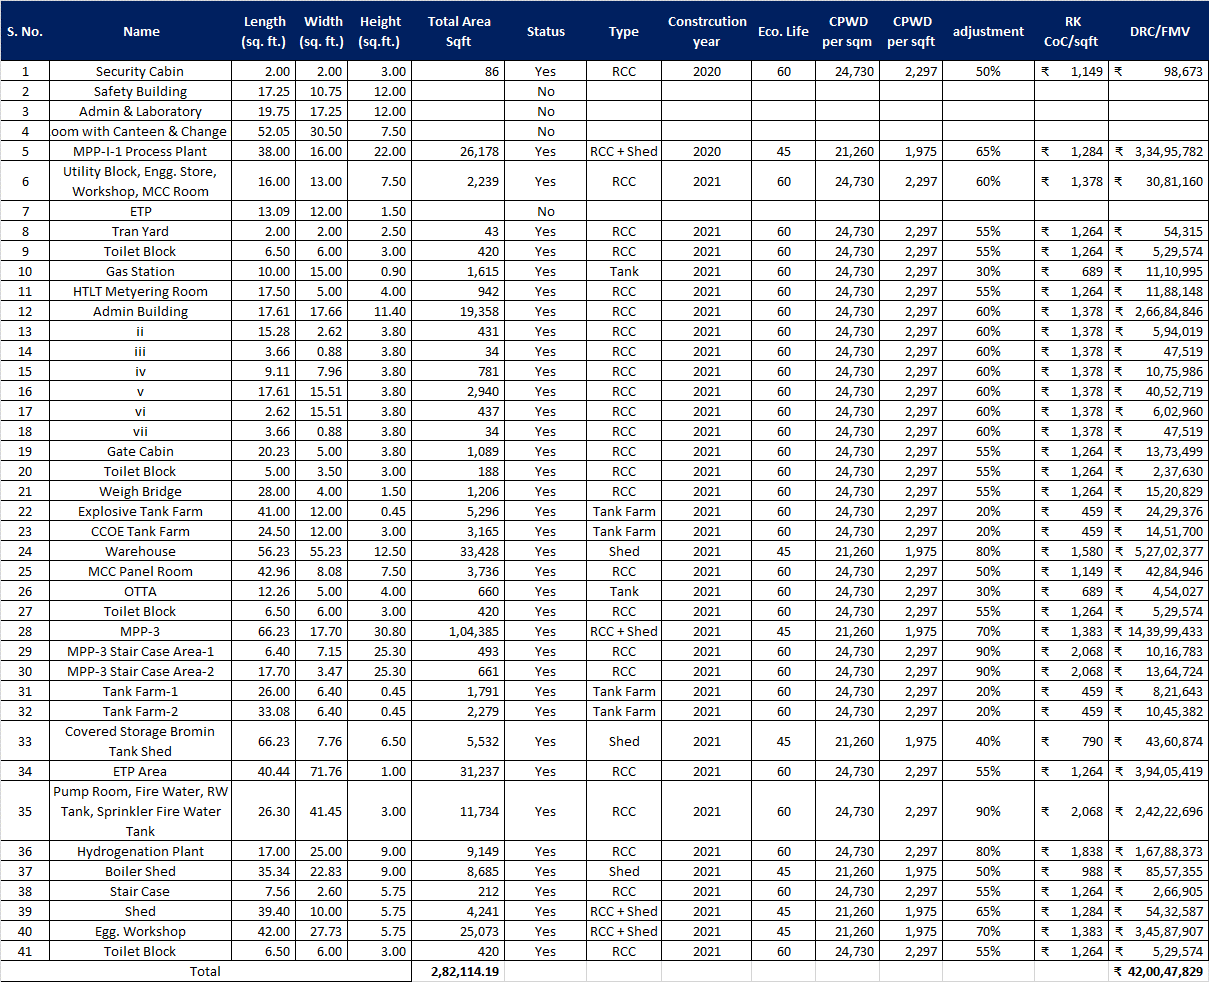 S. No. Name Length (sq. ft.) Width (sq. ft.) Height (sq.ft.) Total Area Sqft Status Type Constrcution year Eco. Life CPWD per sqm CPWD per sqft adjustment RK CoC/sqft DRC/FMV
1 Security Cabin 2.00 2.00 3.00 86 Yes RCC 2020 60 24,730 2,297 50% ₹ 1,149 ₹ 98,673
2 Safety Building 17.25 10.75 12.00 No
3 Admin & Laboratory 19.75 17.25 12.00 No
4 oom with Canteen & Change 52.05 30.50 7.50 No
5 MPP-I-1 Process Plant 38.00 16.00 22.00 26,178 Yes RCC + Shed 2020 45 21,260 1,975 65% ₹ 1,284 ₹ 3,34,95,782
6 Utility Block, Engg. Store, Workshop, MCC Room 16.00 13.00 7.50 2,239 Yes RCC 2021 60 24,730 2,297 60% ₹ 1,378 ₹ 30,81,160
7 ETP 13.09 12.00 1.50 No
8 Tran Yard 2.00 2.00 2.50 43 Yes RCC 2021 60 24,730 2,297 55% ₹ 1,264 ₹ 54,315
9 Toilet Block 6.50 6.00 3.00 420 Yes RCC 2021 60 24,730 2,297 55% ₹ 1,264 ₹ 5,29,574
10 Gas Station 10.00 15.00 0.90 1,615 Yes Tank 2021 60 24,730 2,297 30% ₹ 689 ₹ 11,10,995
11 HTLT Metyering Room 17.50 5.00 4.00 942 Yes RCC 2021 60 24,730 2,297 55% ₹ 1,264 ₹ 11,88,148
12 Admin Building 17.61 17.66 11.40 19,358 Yes RCC 2021 60 24,730 2,297 60% ₹ 1,378 ₹ 2,66,84,846
13 ii 15.28 2.62 3.80 431 Yes RCC 2021 60 24,730 2,297 60% ₹ 1,378 ₹ 5,94,019
14 iii 3.66 0.88 3.80 34 Yes RCC 2021 60 24,730 2,297 60% ₹ 1,378 ₹ 47,519
15 iv 9.11 7.96 3.80 781 Yes RCC 2021 60 24,730 2,297 60% ₹ 1,378 ₹ 10,75,986
16 v 17.61 15.51 3.80 2,940 Yes RCC 2021 60 24,730 2,297 60% ₹ 1,378 ₹ 40,52,719
17 vi 2.62 15.51 3.80 437 Yes RCC 2021 60 24,730 2,297 60% ₹ 1,378 ₹ 6,02,960
18 vii 3.66 0.88 3.80 34 Yes RCC 2021 60 24,730 2,297 60% ₹ 1,378 ₹ 47,519
19 Gate Cabin 20.23 5.00 3.80 1,089 Yes RCC 2021 60 24,730 2,297 55% ₹ 1,264 ₹ 13,73,499
20 Toilet Block 5.00 3.50 3.00 188 Yes RCC 2021 60 24,730 2,297 55% ₹ 1,264 ₹ 2,37,630
21 Weigh Bridge 28.00 4.00 1.50 1,206 Yes RCC 2021 60 24,730 2,297 55% ₹ 1,264 ₹ 15,20,829
22 Explosive Tank Farm 41.00 12.00 0.45 5,296 Yes Tank Farm 2021 60 24,730 2,297 20% ₹ 459 ₹ 24,29,376
23 CCOE Tank Farm 24.50 12.00 3.00 3,165 Yes Tank Farm 2021 60 24,730 2,297 20% ₹ 459 ₹ 14,51,700
24 Warehouse 56.23 55.23 12.50 33,428 Yes Shed 2021 45 21,260 1,975 80% ₹ 1,580 ₹ 5,27,02,377
25 MCC Panel Room 42.96 8.08 7.50 3,736 Yes RCC 2021 60 24,730 2,297 50% ₹ 1,149 ₹ 42,84,946
26 OTTA 12.26 5.00 4.00 660 Yes Tank 2021 60 24,730 2,297 30% ₹ 689 ₹ 4,54,027
27 Toilet Block 6.50 6.00 3.00 420 Yes RCC 2021 60 24,730 2,297 55% ₹ 1,264 ₹ 5,29,574
28 MPP-3 66.23 17.70 30.80 1,04,385 Yes RCC + Shed 2021 45 21,260 1,975 70% ₹ 1,383 ₹ 14,39,99,433
29 MPP-3 Stair Case Area-1 6.40 7.15 25.30 493 Yes RCC 2021 60 24,730 2,297 90% ₹ 2,068 ₹ 10,16,783
30 MPP-3 Stair Case Area-2 17.70 3.47 25.30 661 Yes RCC 2021 60 24,730 2,297 90% ₹ 2,068 ₹ 13,64,724
31 Tank Farm-1 26.00 6.40 0.45 1,791 Yes Tank Farm 2021 60 24,730 2,297 20% ₹ 459 ₹ 8,21,643
32 Tank Farm-2 33.08 6.40 0.45 2,279 Yes Tank Farm 2021 60 24,730 2,297 20% ₹ 459 ₹ 10,45,382
33 Covered Storage Bromin Tank Shed 66.23 7.76 6.50 5,532 Yes Shed 2021 45 21,260 1,975 40% ₹ 790 ₹ 43,60,874
34 ETP Area 40.44 71.76 1.00 31,237 Yes RCC 2021 60 24,730 2,297 55% ₹ 1,264 ₹ 3,94,05,419
35 Pump Room, Fire Water, RW Tank, Sprinkler Fire Water Tank 26.30 41.45 3.00 11,734 Yes RCC 2021 60 24,730 2,297 90% ₹ 2,068 ₹ 2,42,22,696
36 Hydrogenation Plant 17.00 25.00 9.00 9,149 Yes RCC 2021 60 24,730 2,297 80% ₹ 1,838 ₹ 1,67,88,373
37 Boiler Shed 35.34 22.83 9.00 8,685 Yes Shed 2021 45 21,260 1,975 50% ₹ 988 ₹ 85,57,355
38 Stair Case 7.56 2.60 5.75 212 Yes RCC 2021 60 24,730 2,297 55% ₹ 1,264 ₹ 2,66,905
39 Shed 39.40 10.00 5.75 4,241 Yes RCC + Shed 2021 45 21,260 1,975 65% ₹ 1,284 ₹ 54,32,587
40 Egg. Workshop 42.00 27.73 5.75 25,073 Yes RCC + Shed 2021 45 21,260 1,975 70% ₹ 1,383 ₹ 3,45,87,907
41 Toilet Block 6.50 6.00 3.00 420 Yes RCC 2021 60 24,730 2,297 55% ₹ 1,264 ₹ 5,29,574
Total 2,82,114.19 ₹ 42,00,47,829